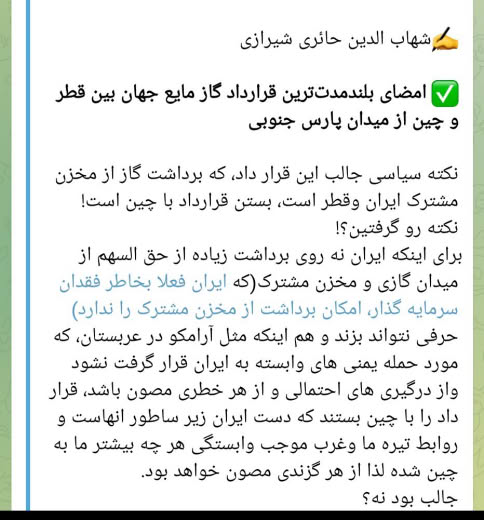 ✍️شهاب الدین حائری شیرازی
✅ امضای بلندمدت‌ترین قرارداد گاز مایع جهان بین قطر
و چین از میدان پارس جنوبی
نکته سیاسی جالب این قرار داد، که برداشت گاز از مخزن
مشترک ایران وقطر است، بستن قرارداد با چین است!
نکته رو گرفتین؟!
برای اینکه ایران نه روی برداشت زیاده از حق السهم از
میدان گازی و مخزن مشترک(که ایران فعلا بخاطر فقدان
سرمایه گذار، امکان برداشت از مخزن مشترک را ندارد)
حرفی نتواند بزند و هم اینکه مثل آرامکو در عربستان، که
مورد حمله یمنی های وابسته به ایران قرار گرفت نشود
واز درگیری های احتمالی و از هر خطری مصون باشد، قرار
داد را با چین بستند که دست ایران زیر ساطور انهاست و
روابط تیره ما وغرب موجب وابستگی هر چه بیشتر ما به
چین شده لذا از هر گزندی مصون خواهد بود.
جالب بود نه؟